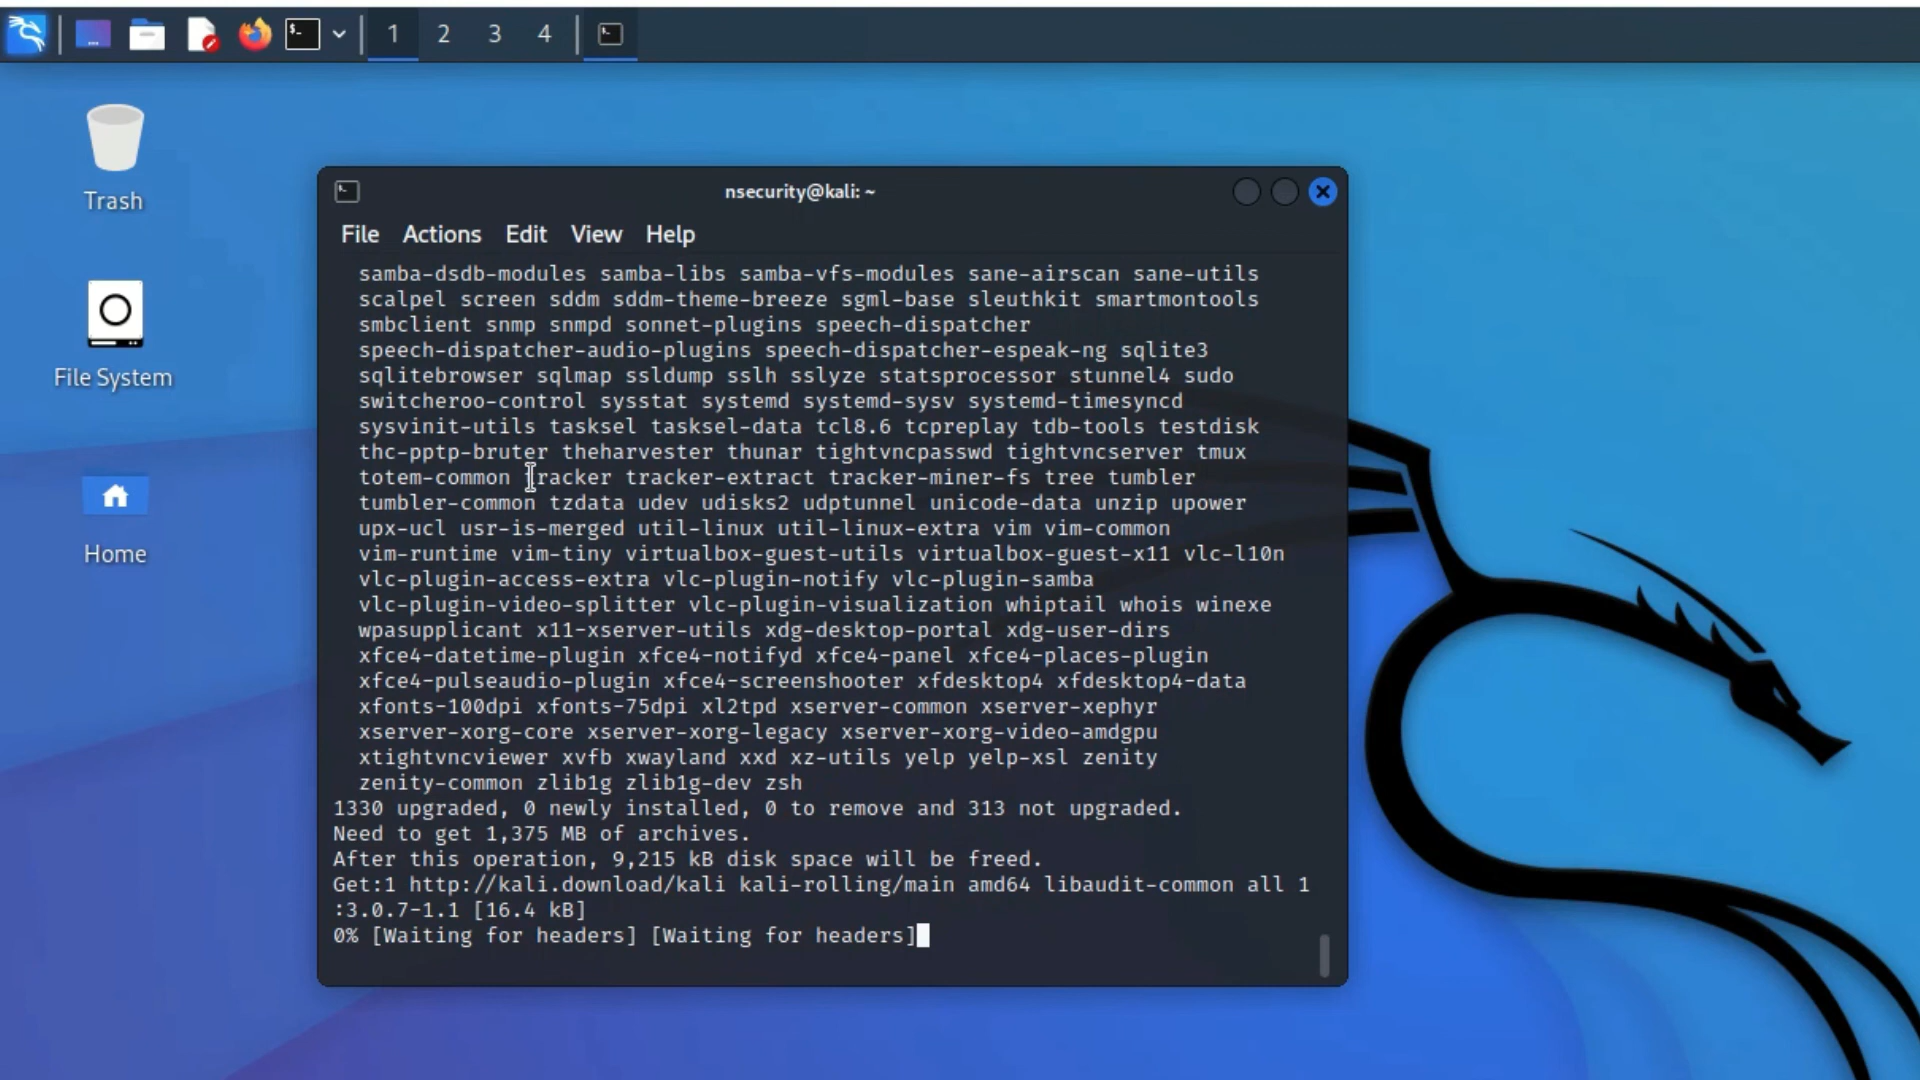 1 2 3 4
Trash
File System
Home
nsecurity@kali: ~
File Actions Edit View Help
samba-dsdb-modules samba-libs samba-vfs-modules sane-airscan sane-utils
scalpel screen sddm sddm-theme-breeze sgml-base sleuthkit smartmontools
smbclient snmp snmpd sonnet-plugins speech-dispatcher
speech-dispatcher-audio-plugins speech-dispatcher-espeak-ng sqlite3
sqlitebrowser sqlmap ssldump sslh sslyze statsprocessor stunnel4 sudo
switcheroo-control sysstat systemd systemd-sysv systemd-timesyncd
sysvinit-utils tasksel tasksel-data tcl8.6 tcpreplay tdb-tools testdisk
thc-pptp-bruter theharvester thunar tightvncpasswd tightvncserver tmux
totem-common tracker tracker-extract tracker-miner-fs tree tumbler
tumbler-common tzdata udev udisks2 udptunnel unicode-data unzip upower
upx-ucl usr-is-merged util-linux util-linux-extra vim vim-common
vim-runtime vim-tiny virtualbox-guest-utils virtualbox-guest-x11 vlc-l10n
vlc-plugin-access-extra vlc-plugin-notify vlc-plugin-samba
vlc-plugin-video-splitter vlc-plugin-visualization whiptail whois winexe
wpasupplicant x11-xserver-utils xdg-desktop-portal xdg-user-dirs
xfce4-datetime-plugin xfce4-notifyd xfce4-panel xfce4-places-plugin
xfce4-pulseaudio-plugin xfce4-screenshooter xfdesktop4 xfdesktop4-data
xfonts-100dpi xfonts-75dpi xl2tpd xserver-common xserver-xephyr
xserver-xorg-core xserver-xorg-legacy xserver-xorg-video-amdgpu
xtightvncviewer xvfb xwayland xxd xz-utils yelp yelp-xsl zenity
zenity-common zlib1g zlib1g-dev zsh
1330 upgraded, 0 newly installed, 0 to remove and 313 not upgraded.
Need to get 1,375 MB of archives.
After this operation, 9,215 kB disk space will be freed.
Get:1 http://kali.download/kali kali-rolling/main amd64 libaudit-common all 1
:3.0.7-1.1 [16.4 kB]
0% [Waiting for headers] [Waiting for headers]